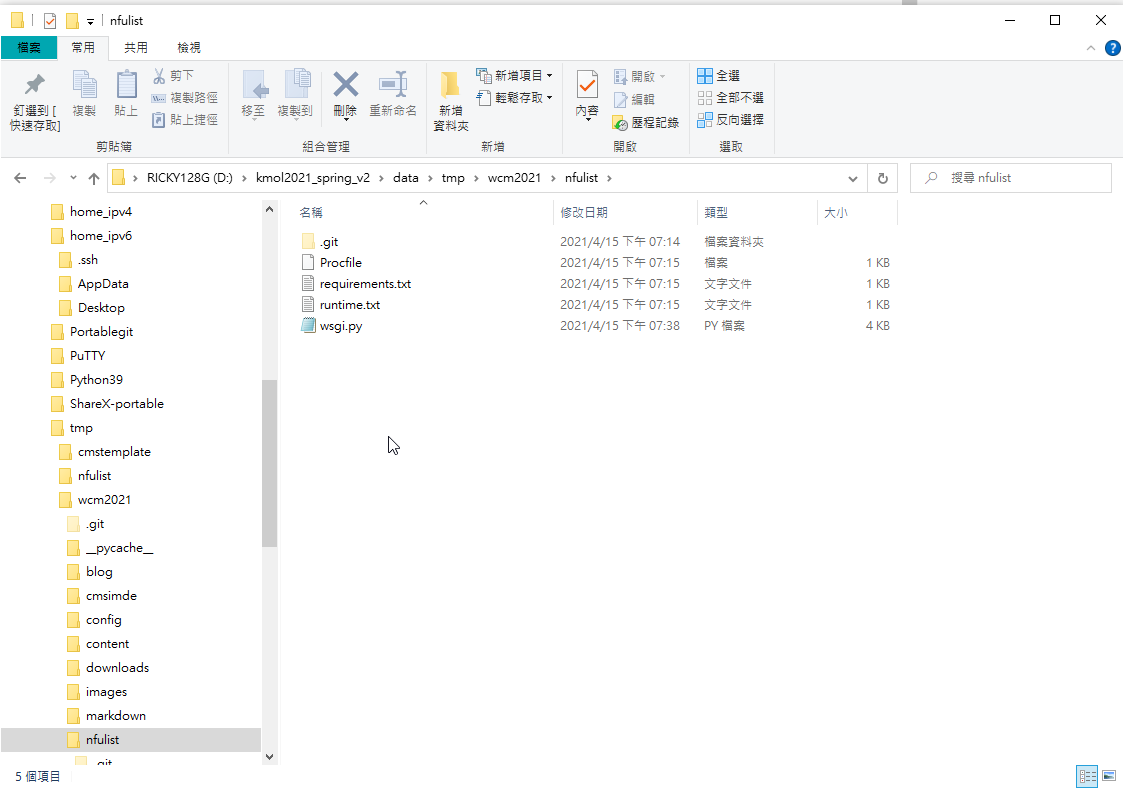 nfulist
檔案 常用 共用 檢視
釘選到 [
快速存取]
複製
貼上
剪下
複製路徑
貼上捷徑
剪貼簿
移至
複製到
刪除
重新命名
組合管理
新增
資料夾
新增項目
輕鬆存取
新增
內容
開啟
編輯
歷程記錄
開啟
全選
全部不選
反向選擇
選取
RICKY128G (D:) › kmol2021_spring_v2 › data › tmp › wcm2021 › nfulist ›
搜尋 nfulist
home_ipv4
home_ipv6
.ssh
AppData
Desktop
Portablegit
PuTTY
Python39
ShareX-portable
tmp
cmstemplate
nfulist
wcm2021
.git
__pycache__
blog
cmsimde
config
content
downloads
images
markdown
nfulist
.git
名稱 修改日期 類型 大小
.git 2021/4/15 下午 07:14 檔案資料夾
Procfile 2021/4/15 下午 07:15 檔案 1 KB
requirements.txt 2021/4/15 下午 07:15 文字文件 1 KB
runtime.txt 2021/4/15 下午 07:15 文字文件 1 KB
wsgi.py 2021/4/15 下午 07:38 PY 檔案 4 KB
5 個項目